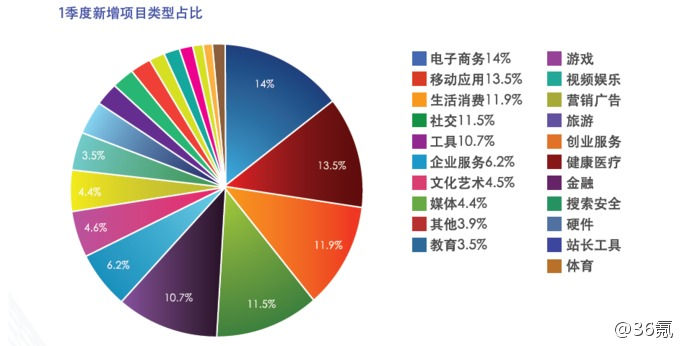 1季度新增项目类型占比
14%
13.5%
11.9%
11.5%
10.7%
6.2%
4.6%
4.4%
3.5%
电子商务14%
移动应用13.5%
生活消费11.9%
社交11.5%
工具10.7%
企业服务6.2%
文化艺术4.5%
媒体4.4%
其他3.9%
教育3.5%
游戏
视频娱乐
营销广告
旅游
创业服务
健康医疗
金融
搜索安全
硬件
站长工具
体育
@36氪